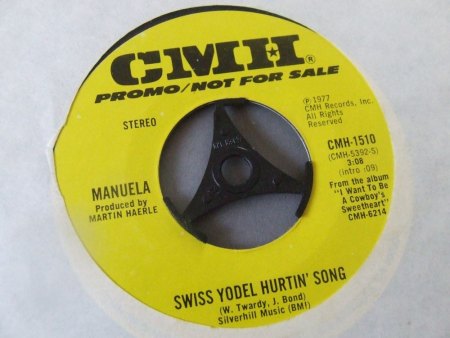 CMH®
PROMO/NOT FOR SALE
℗ 1977
CMH Records, Inc.
All Rights
Reserved
STEREO
CMH-1510
(CMH-5392-S)
3:08
(intro :09)
From the album
"I Want To Be
A Cowboy's
Sweetheart"
CMH-6214
MANUELA
Produced by
MARTIN HAERLE
SWISS YODEL HURTIN' SONG
(W. Twardy, J. Bond)
Silverhill Music (BMI)